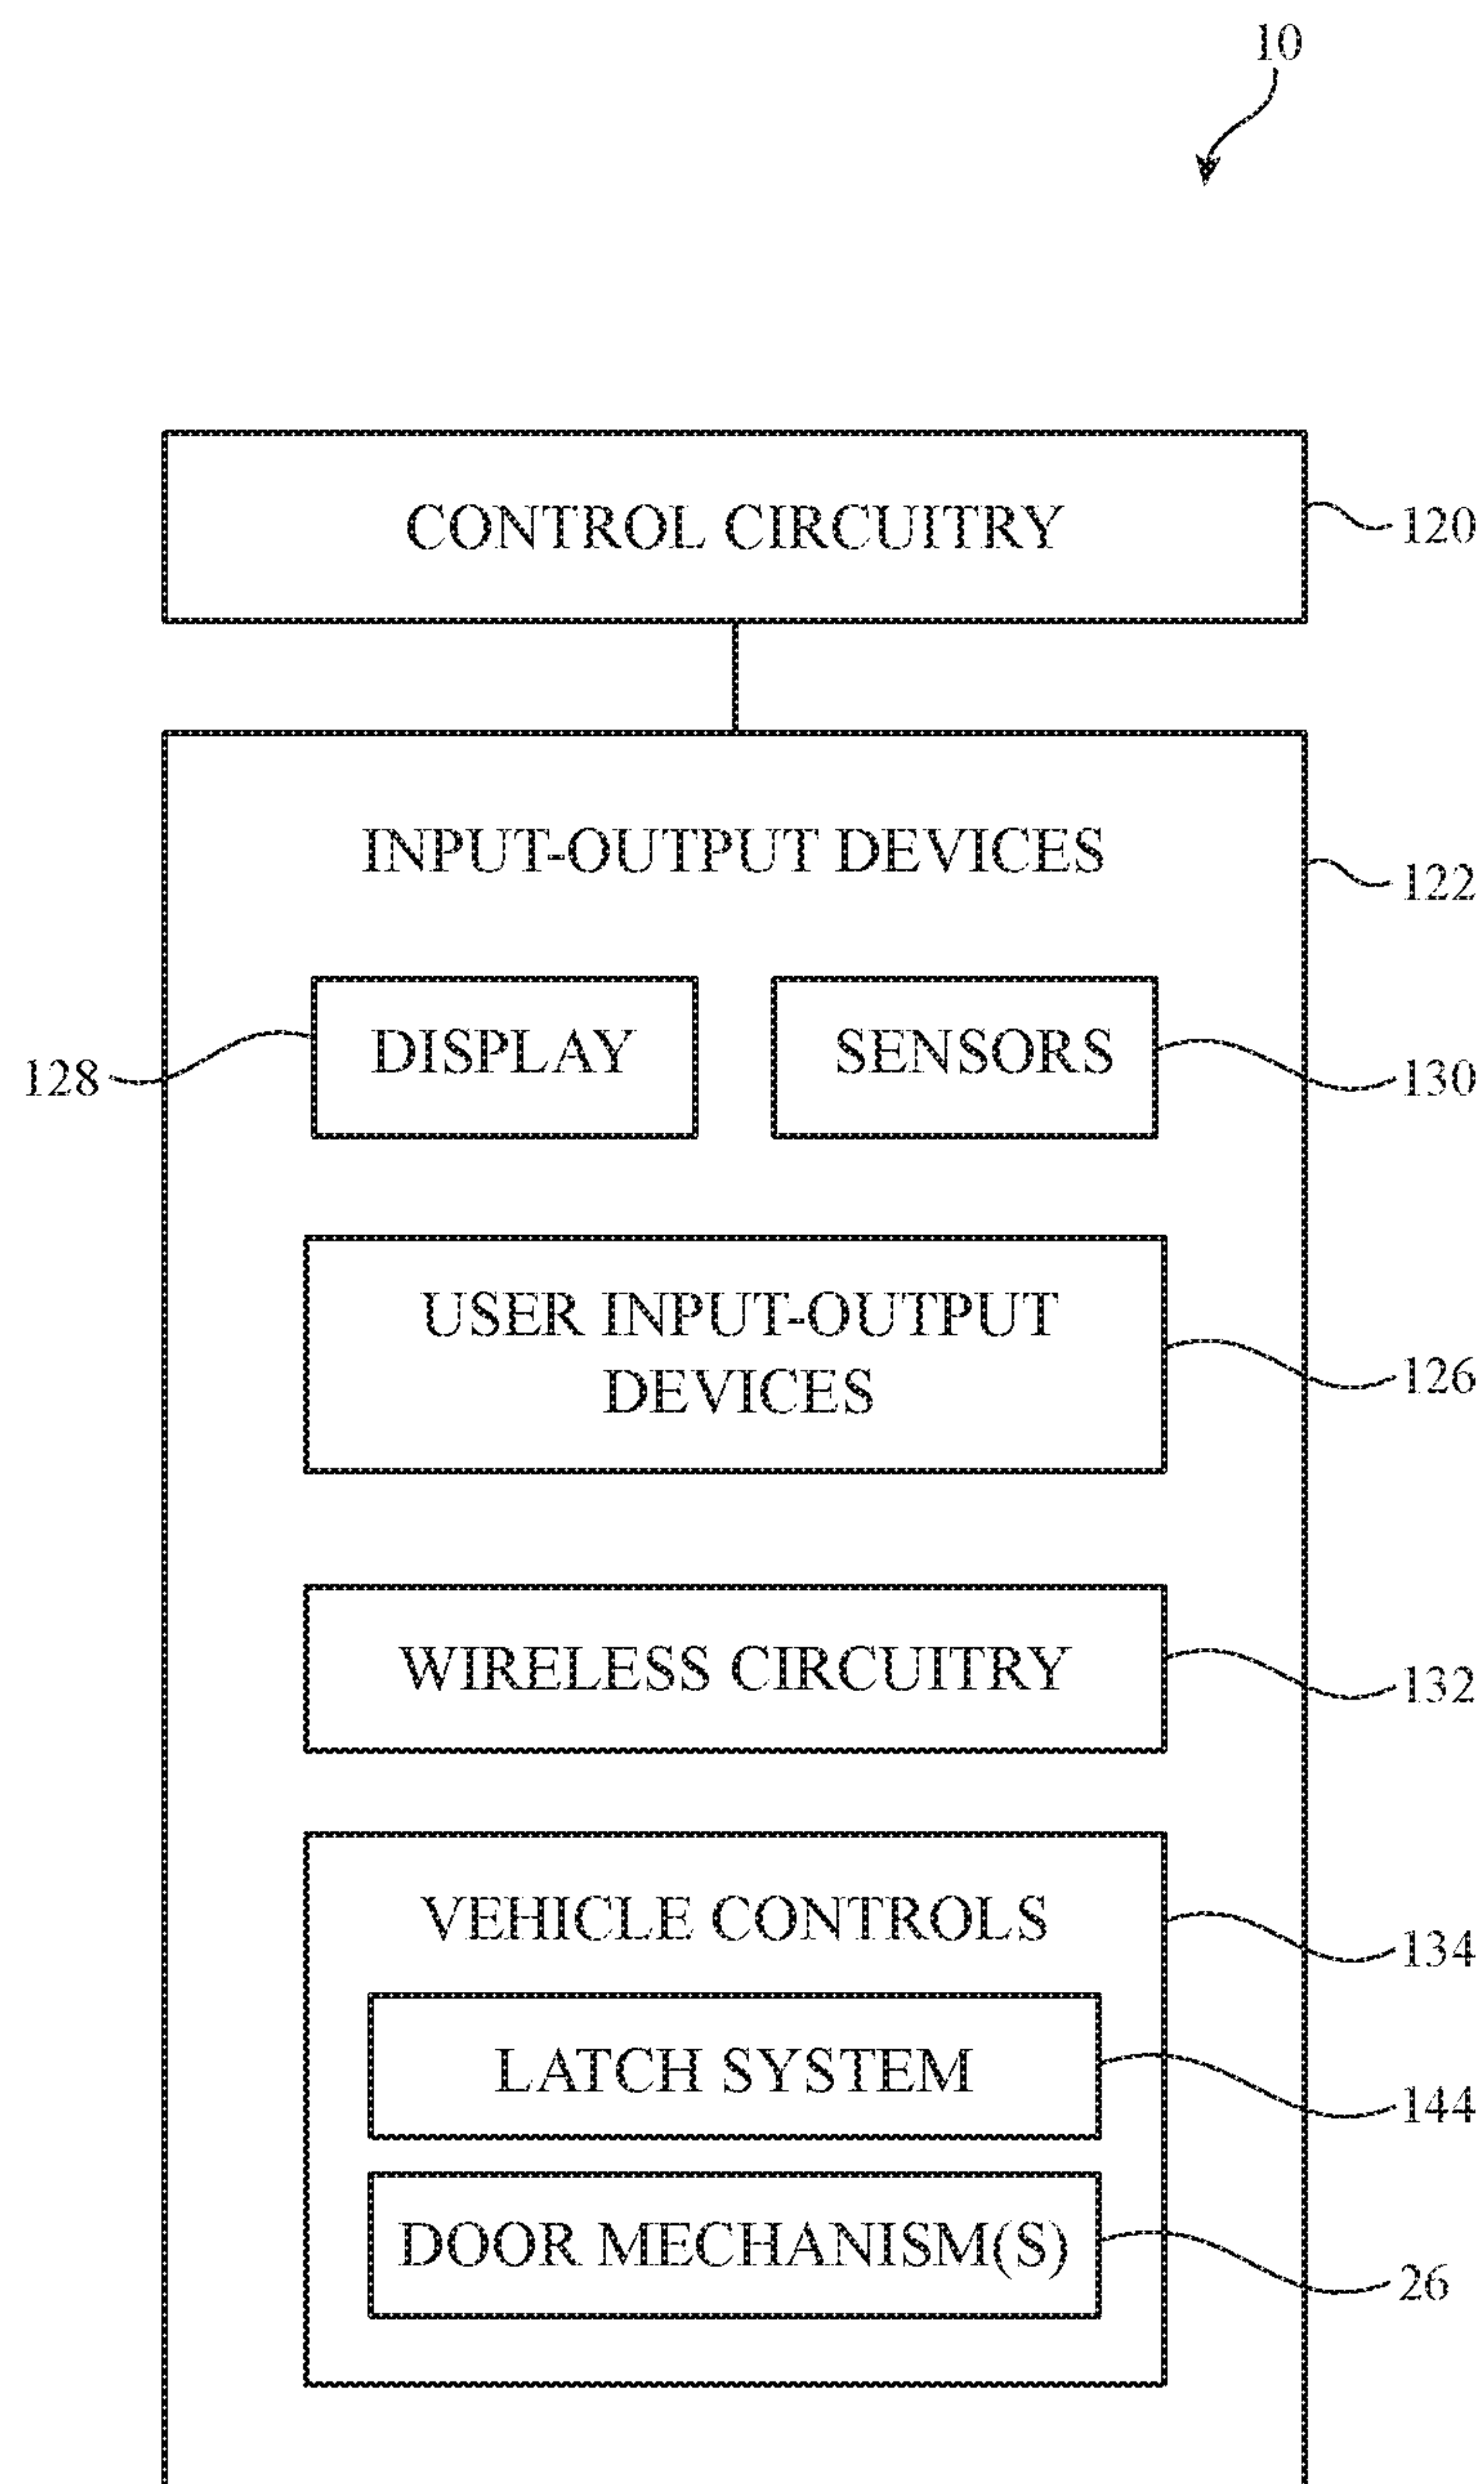 10
CONTROL CIRCUITRY
120
INPUT-OUTPUT DEVICES
122
DISPLAY
SENSORS
128
130
USER INPUT-OUTPUT
DEVICES
126
WIRELESS CIRCUITRY
132
VEHICLE CONTROLS
134
LATCH SYSTEM
144
DOOR MECHANISM(S)
26